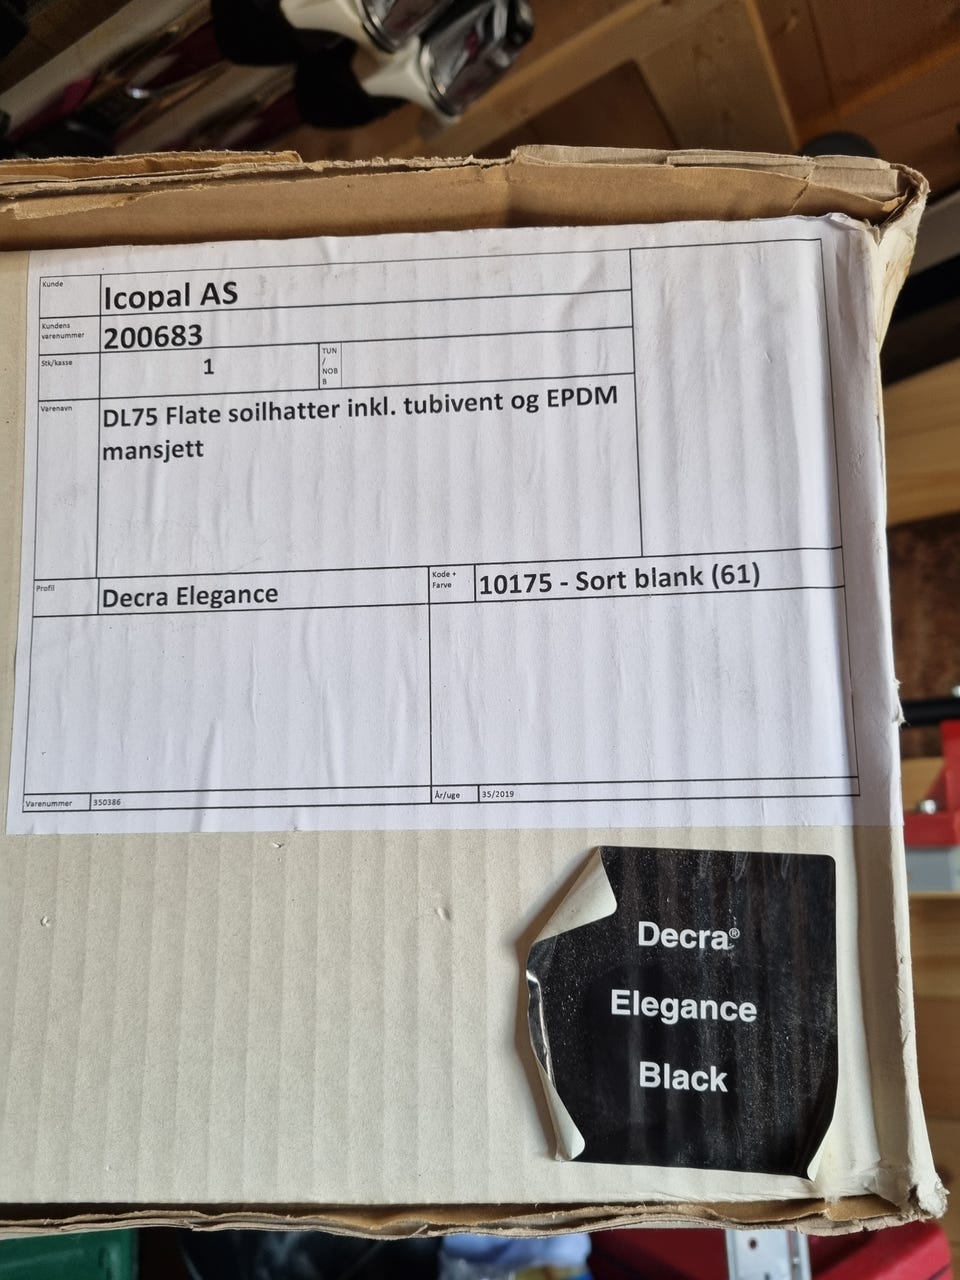 Kunde
Icopal AS
Kundens
varenummer
200683
Stk/kasse
1
TUN
/
NOB
B
Varenavn
DL75 Flate soilhatter inkl. tubivent og EPDM
mansjett
Profil
Decra Elegance
Kode +
Farve
10175 - Sort blank (61)
Varenummer
350386
År/uge
35/2019
Decra®
Elegance
Black